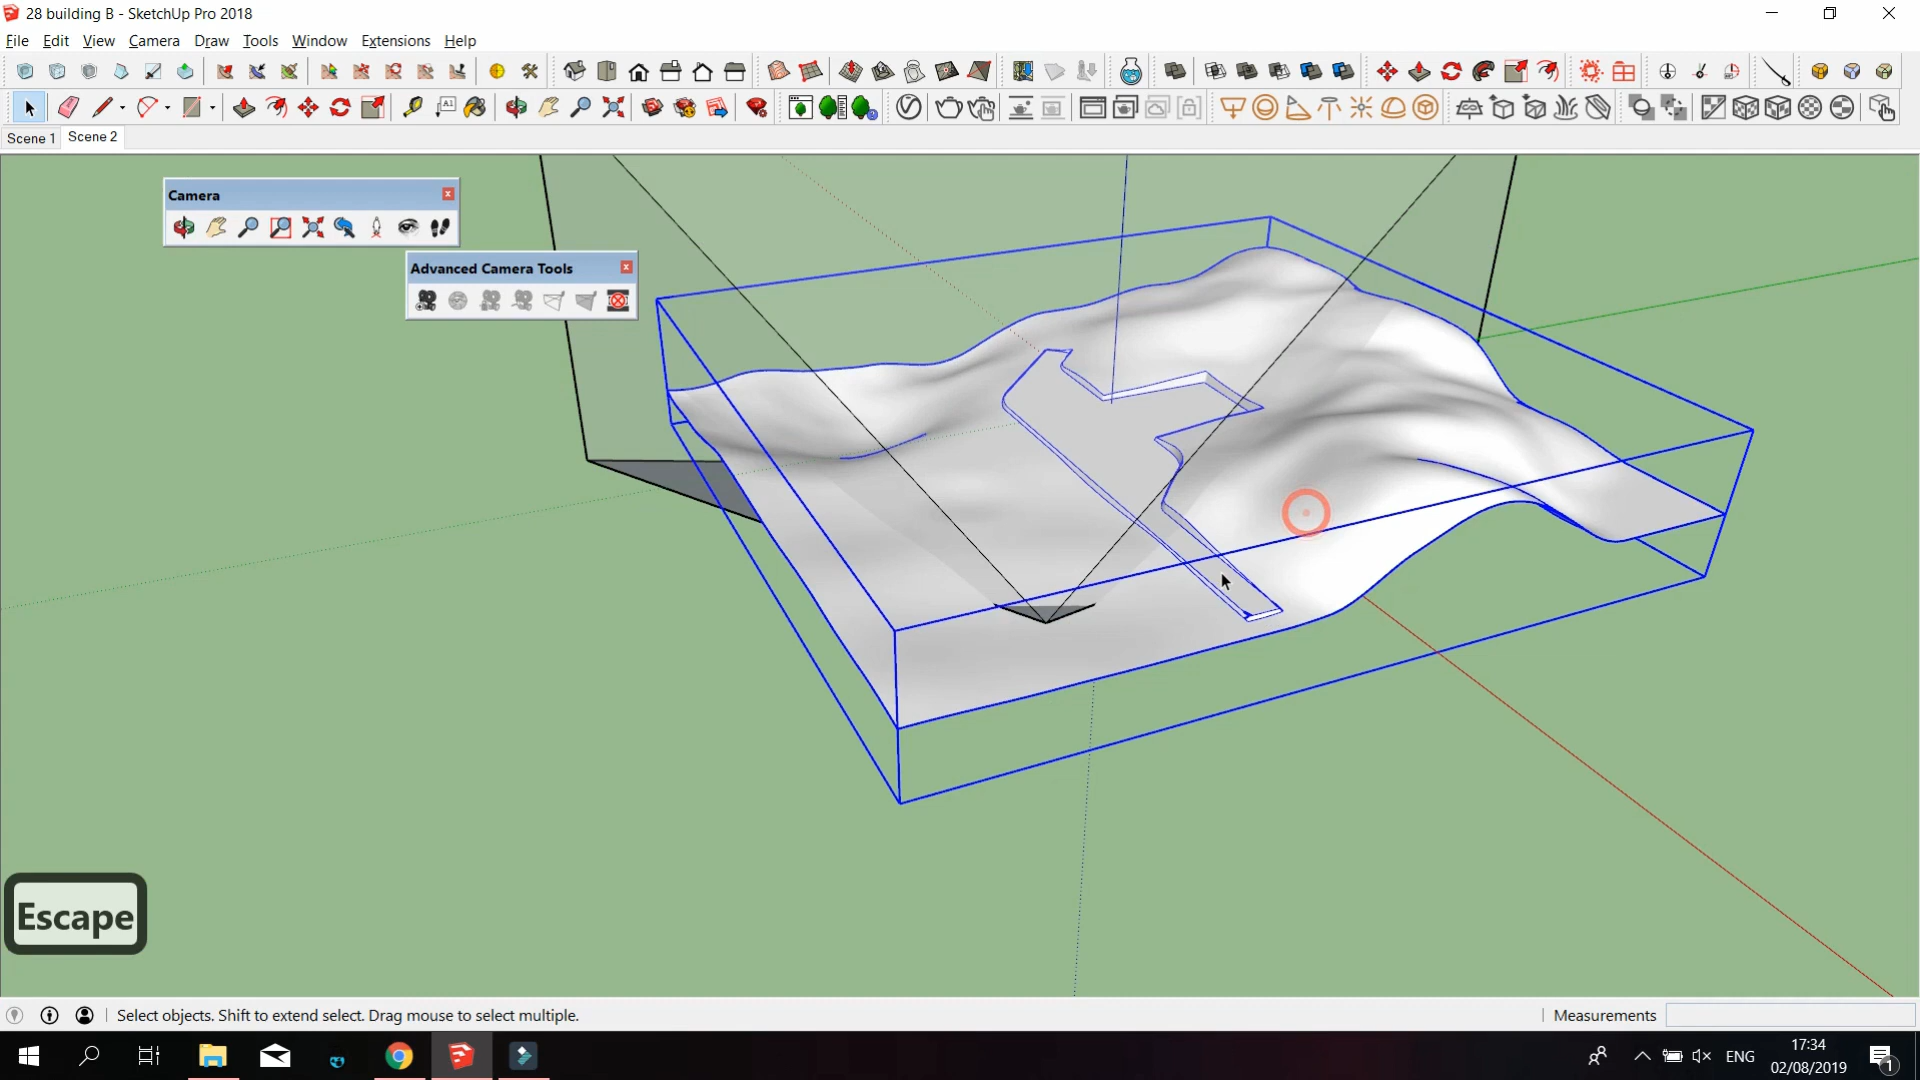 28 building B - SketchUp Pro 2018
File Edit View Camera Draw Tools Window Extensions Help
Scene 1 Scene 2
Camera
Advanced Camera Tools
Escape
Select objects. Shift to extend select. Drag mouse to select multiple.
Measurements
17:34
ENG
02/08/2019
1